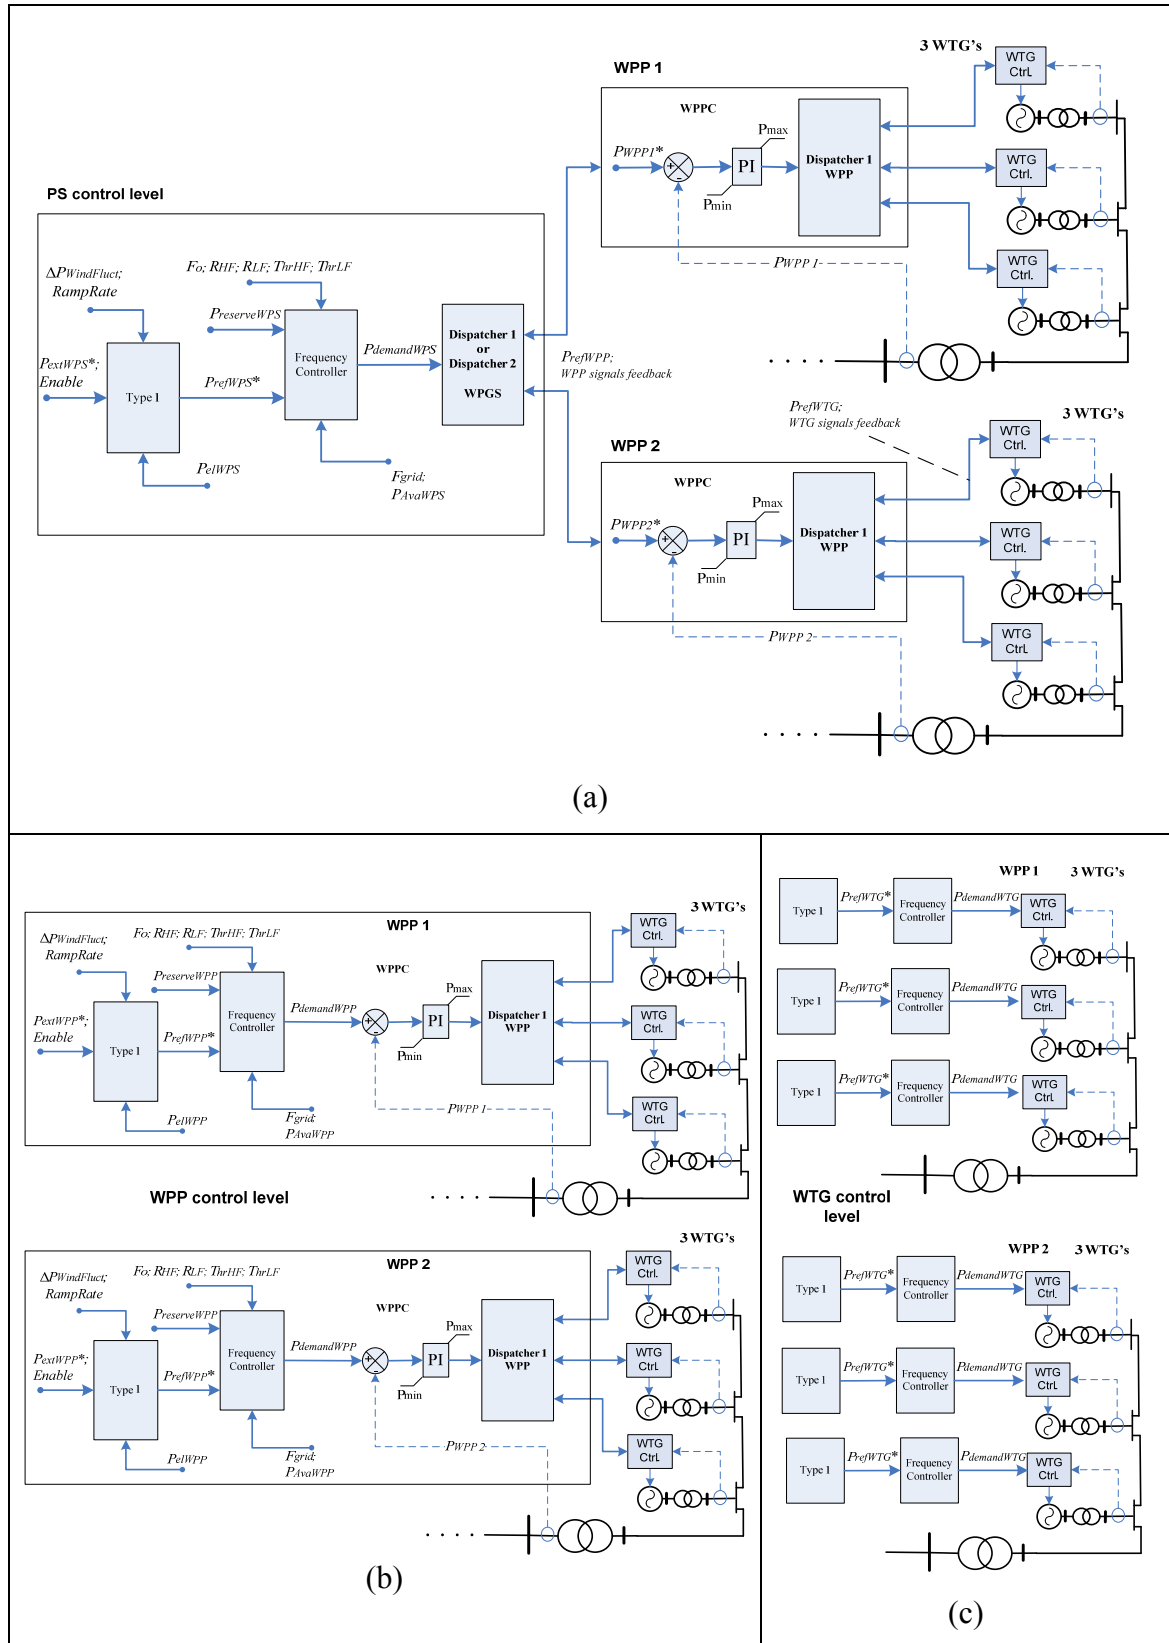 PS control level
ΔPWindFluct;
RampRate
PextWPS*;
Enable
Type 1
PelWPS
PrefWPS*
Fo; RHF; RLF; ThrHF; ThrLF
PreserveWPS
Frequency
Controller
Fgrid;
PAvaWPS
PdemandWPS
Dispatcher 1
or
Dispatcher 2
WPGS
PrefWPP;
WPP signals feedback
WPP 1
WPPC
PWPP1*
+
-
PI
Pmax
Pmin
Dispatcher 1
WPP
PWPP 1
3 WTG's
WTG
Ctrl.
WTG
Ctrl.
WTG
Ctrl.
. . . .
PrefWTG;
WTG signals feedback
WPP 2
WPPC
PWPP2*
+
-
PI
Pmax
Pmin
Dispatcher 1
WPP
PWPP 2
3 WTG's
WTG
Ctrl.
WTG
Ctrl.
WTG
Ctrl.
. . . .
(a)
WPP 1
ΔPWindFluct;
RampRate
Fo; RHF; RLF; ThrHF; ThrLF
PreserveWPP
PextWPP*;
Enable
Type 1
PrefWPP*
PelWPP
Frequency
Controller
Fgrid;
PAvaWPP
PdemandWPP
WPPC
+
-
PI
Pmax
Pmin
Dispatcher 1
WPP
PWPP 1
3 WTG's
WTG
Ctrl.
WTG
Ctrl.
WTG
Ctrl.
. . . .
WPP control level
WPP 2
ΔPWindFluct;
RampRate
Fo; RHF; RLF; ThrHF; ThrLF
PreserveWPP
PextWPP*;
Enable
Type 1
PrefWPP*
PelWPP
Frequency
Controller
Fgrid;
PAvaWPP
PdemandWPP
WPPC
+
-
PI
Pmax
Pmin
Dispatcher 1
WPP
PWPP 2
3 WTG's
WTG
Ctrl.
WTG
Ctrl.
WTG
Ctrl.
. . . .
(b)
WPP 1 3 WTG's
Type 1 PrefWTG* Frequency
Controller PdemandWTG WTG
Ctrl.
Type 1 PrefWTG* Frequency
Controller PdemandWTG WTG
Ctrl.
Type 1 PrefWTG* Frequency
Controller PdemandWTG WTG
Ctrl.
WTG control
level
WPP 2 3 WTG's
Type 1 PrefWTG* Frequency
Controller PdemandWTG WTG
Ctrl.
Type 1 PrefWTG* Frequency
Controller PdemandWTG WTG
Ctrl.
Type 1 PrefWTG* Frequency
Controller PdemandWTG WTG
Ctrl.
(c)